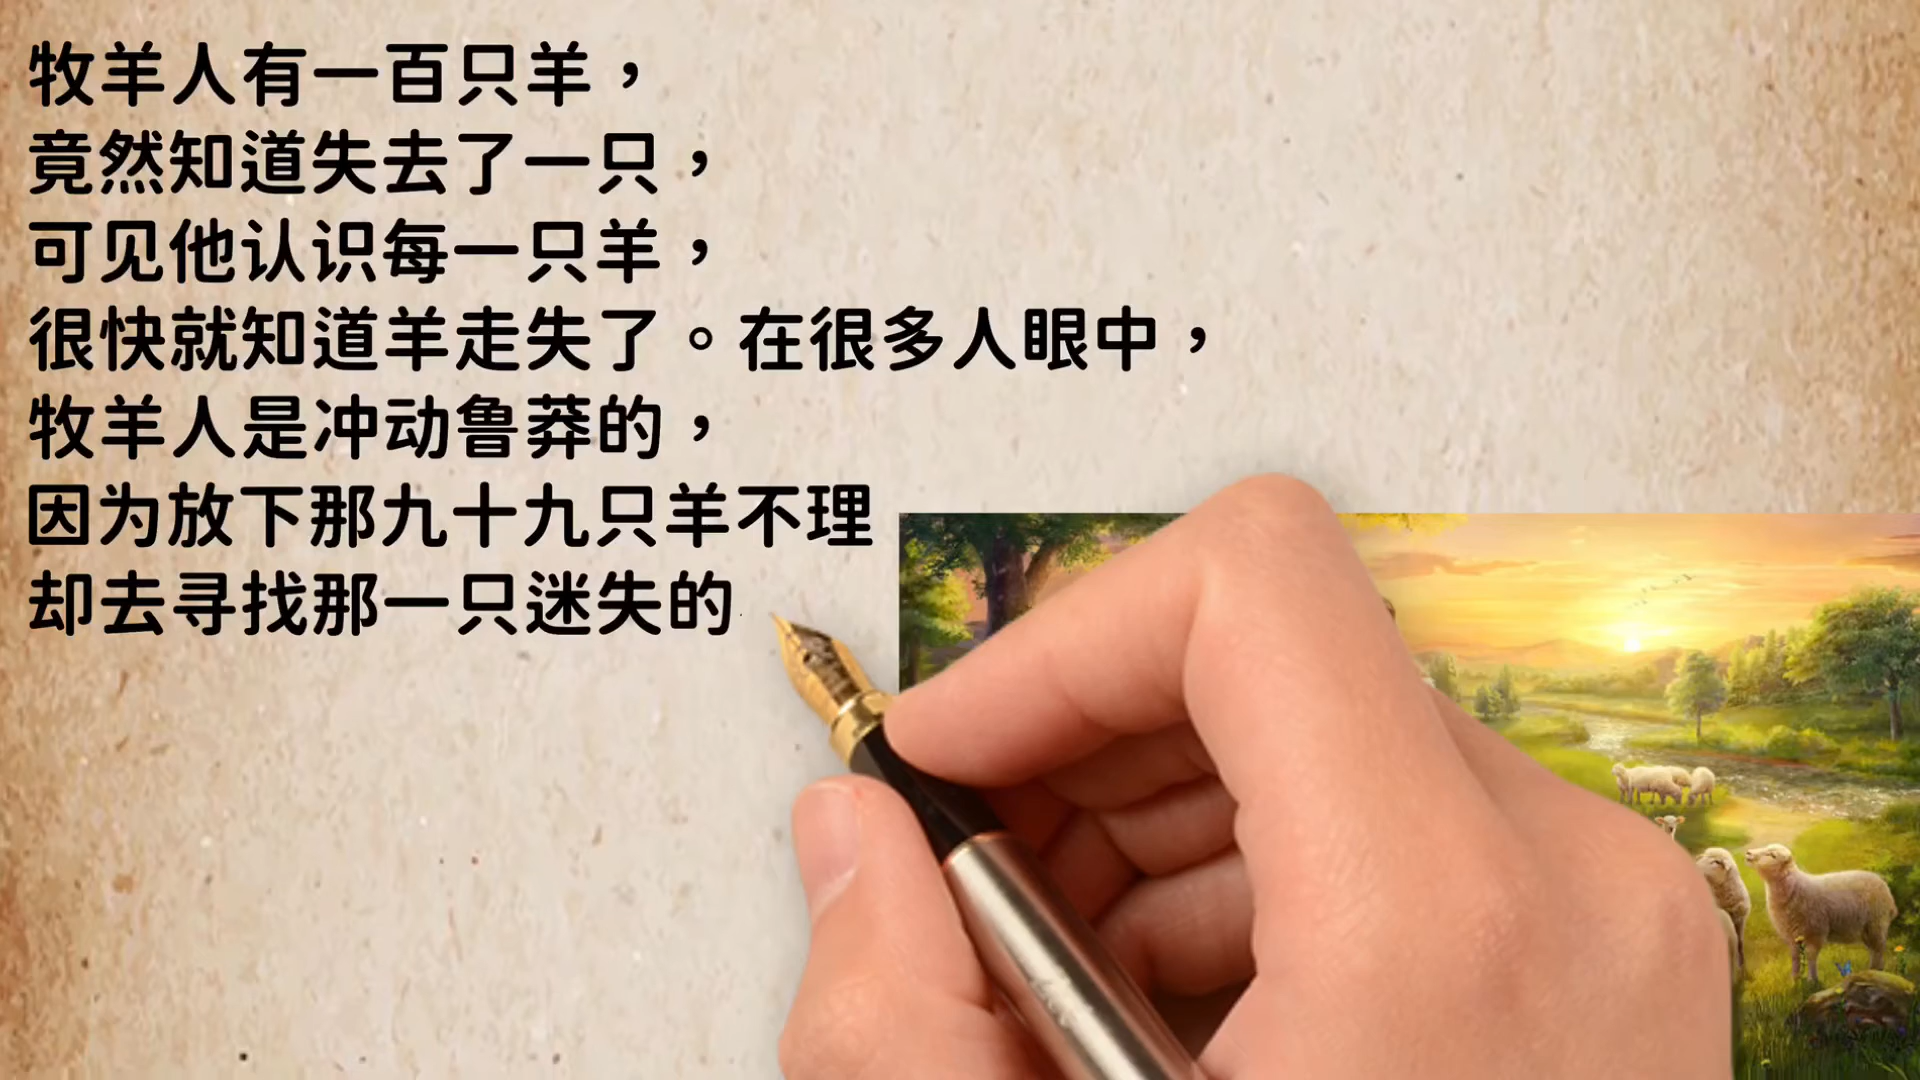 牧羊人有一百只羊，
竟然知道失去了一只，
可见他认识每一只羊，
很快就知道羊走失了。在很多人眼中，
牧羊人是冲动鲁莽的，
因为放下那九十九只羊不理
却去寻找那一只迷失的